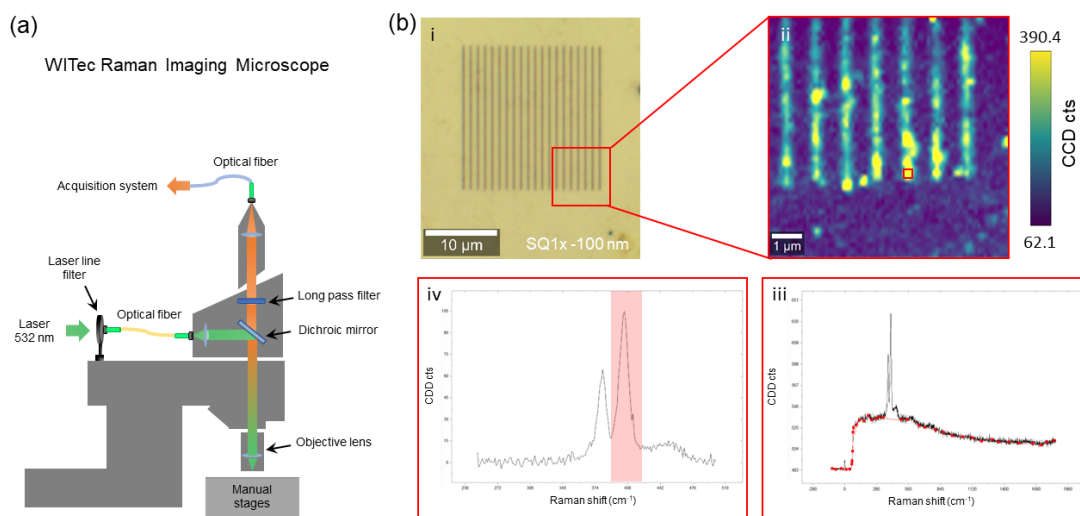 (a)
WITec Raman Imaging Microscope
Optical fiber
Acquisition system
Laser line
filter
Optical fiber
Laser
532 nm
Long pass filter
Dichroic mirror
Objective lens
Manual
stages
(b)
i
10 µm
SQ1x -100 nm
ii
1 µm
390.4
CCD cts
62.1
iv
CDD cts
Raman shift (cm⁻¹)
iii
CDD cts
Raman shift (cm⁻¹)